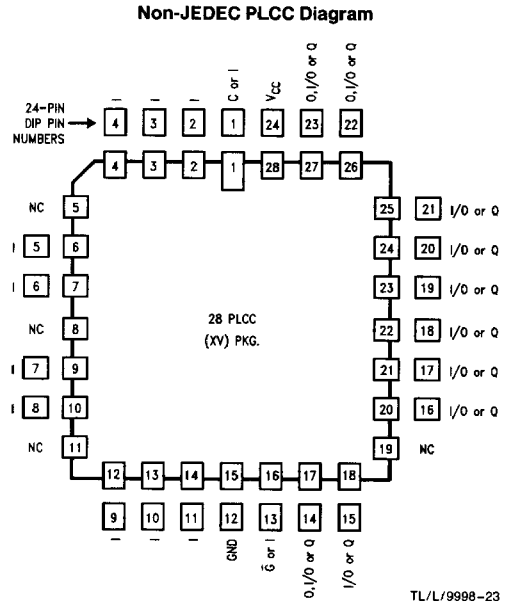 Non-JEDEC PLCC Diagram
24-PIN
DIP PIN
NUMBERS
I I I C or I VCC O,I/O or Q O,I/O or Q
4 3 2 1 24 23 22
4 3 2 1 28 27 26
NC 5
25 21 I/O or Q
I 5 6
24 20 I/O or Q
I 6 7
23 19 I/O or Q
NC 8
22 18 I/O or Q
28 PLCC
(XV) PKG.
I 7 9
21 17 I/O or Q
I 8 10
20 16 I/O or Q
NC 11
19 NC
12 13 14 15 16 17 18
9 10 11 12 13 14 15
I I I GND G̅ or I O,I/O or Q I/O or Q
TL/L/9998-23